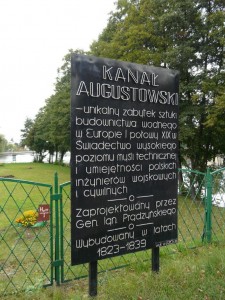 KANAŁ
AUGUSTOWSKI
–unikalny zabytek sztuki
budownictwa wodnego
w Europie I połowy XIX w
Świadectwo wysokiego
poziomu myśli technicznej
i umiejętności polskich
inżynierów wojskowych
i cywilnych
Zaprojektowany przez
Gen. Ign. Prądzyńskiego
Wybudowany w latach
1823–1839